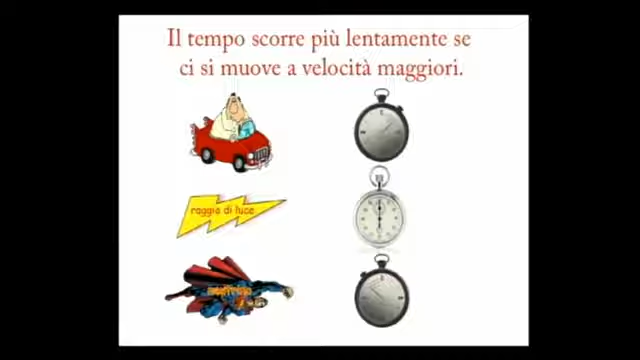 Il tempo scorre più lentamente se
ci si muove a velocità maggiori.
raggio di luce